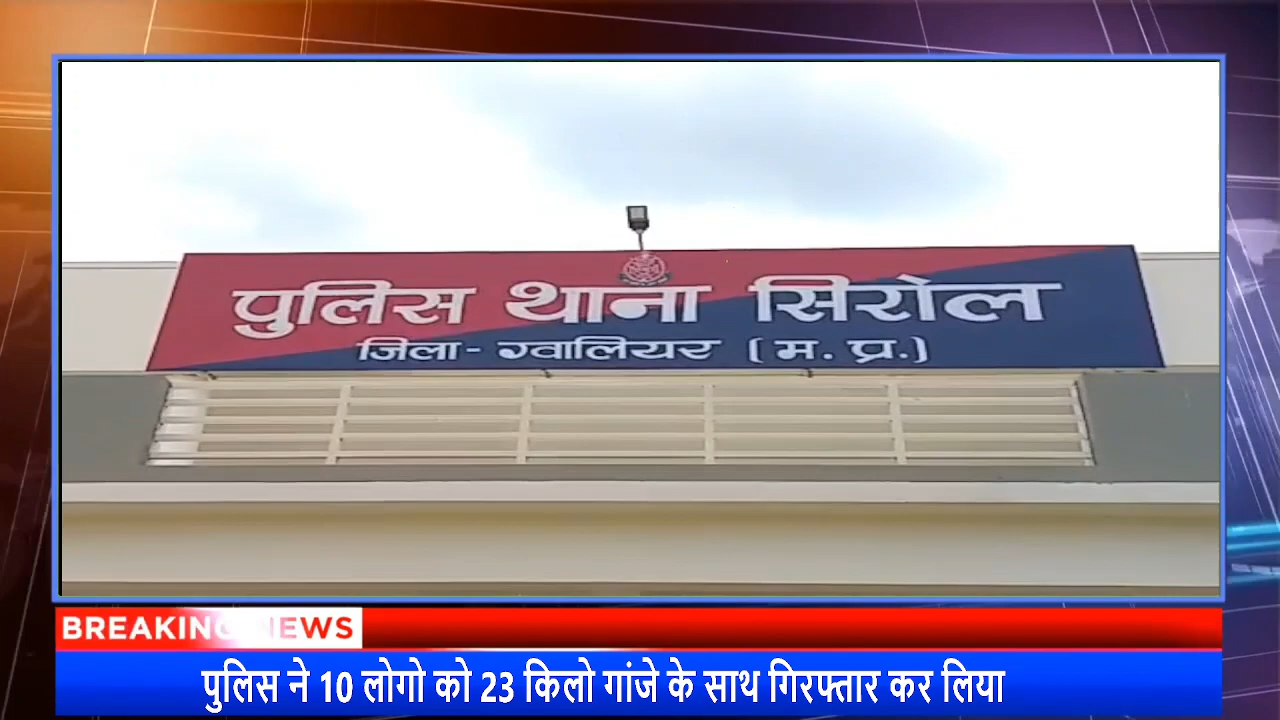 पुलिस थाना सिरोल
जिला - ग्वालियर ( म. प्र.)
BREAKING NEWS
पुलिस ने 10 लोगो को 23 किलो गांजे के साथ गिरफ्तार कर लिया